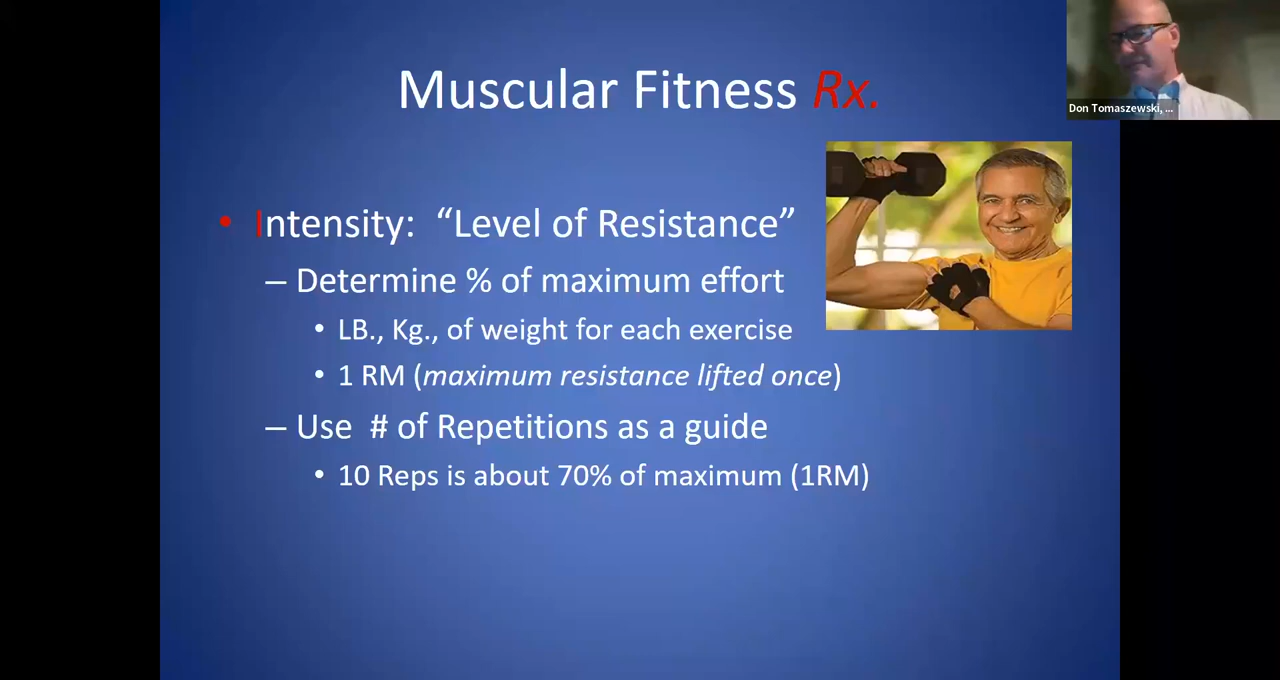 Muscular Fitness Rx.
• Intensity: “Level of Resistance”
– Determine % of maximum effort
• LB., Kg., of weight for each exercise
• 1 RM (maximum resistance lifted once)
– Use # of Repetitions as a guide
• 10 Reps is about 70% of maximum (1RM)
Don Tomaszewski, ...